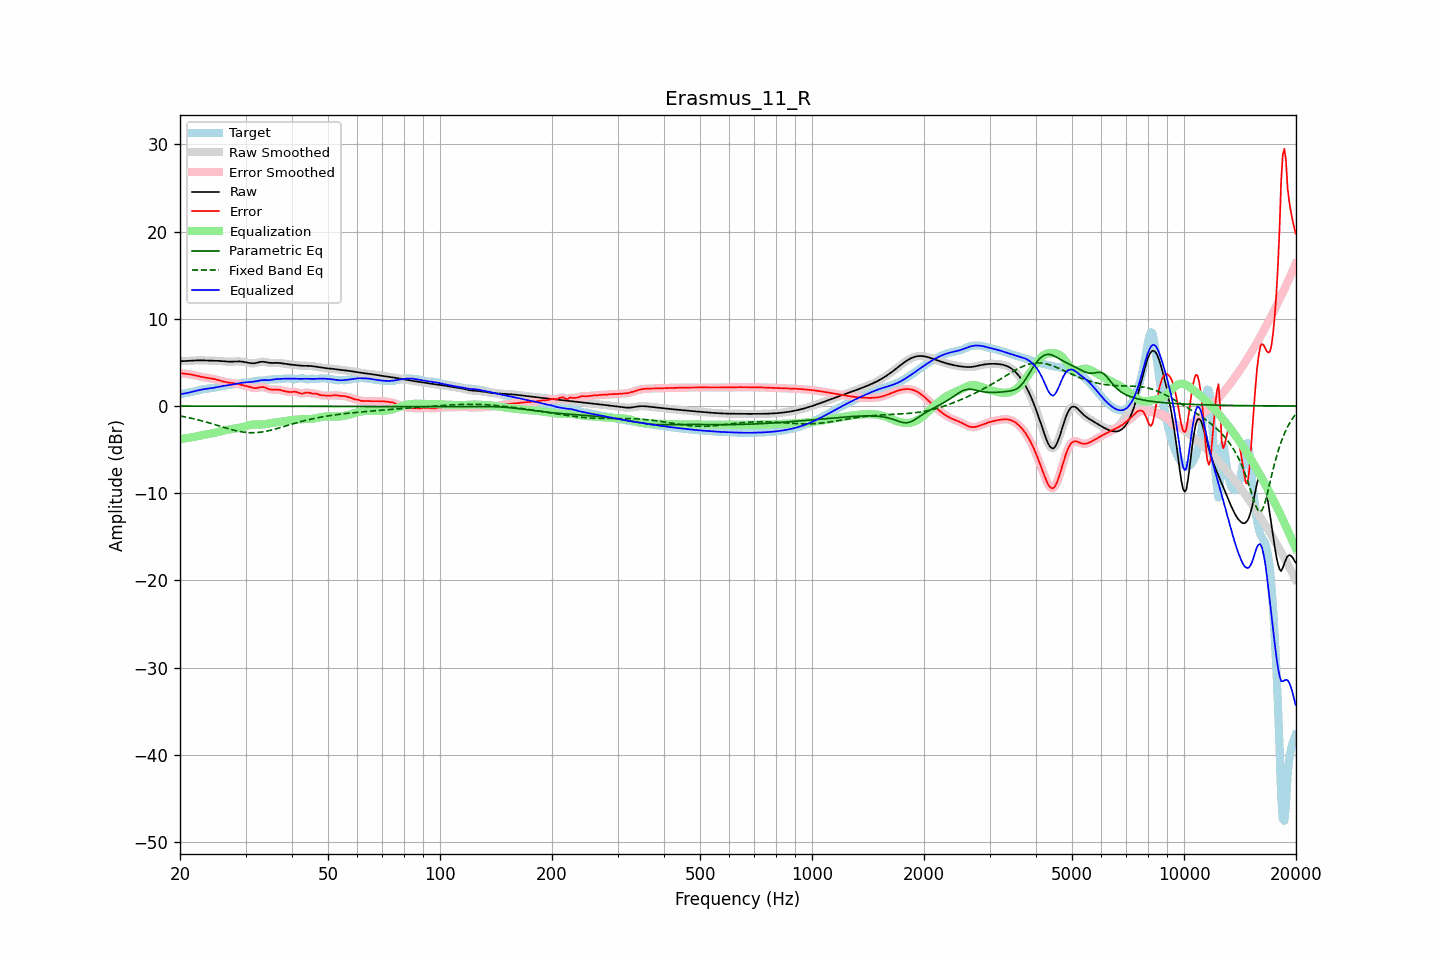 Erasmus_11_R
Target
Raw Smoothed
Error Smoothed
Raw
Error
Equalization
Parametric Eq
Fixed Band Eq
Equalized
30
20
10
0
−10
−20
−30
−40
−50
Amplitude (dBr)
20 50 100 200 500 1000 2000 5000 10000 20000
Frequency (Hz)